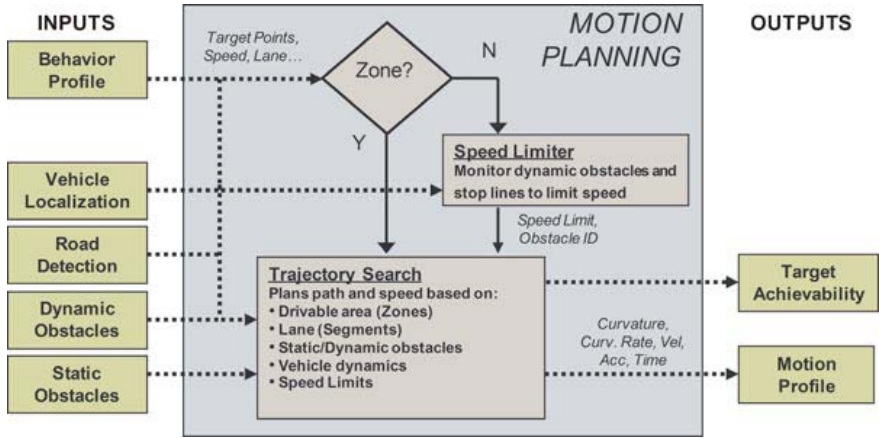 INPUTS
MOTION
PLANNING
OUTPUTS
Behavior
Profile
Target Points,
Speed, Lane…
Zone?
N
Y
Vehicle
Localization
Speed Limiter
Monitor dynamic obstacles and
stop lines to limit speed
Speed Limit,
Obstacle ID
Road
Detection
Dynamic
Obstacles
Static
Obstacles
Trajectory Search
Plans path and speed based on:
• Drivable area (Zones)
• Lane (Segments)
• Static/Dynamic obstacles
• Vehicle dynamics
• Speed Limits
Target
Achievability
Curvature,
Curv. Rate, Vel,
Acc, Time
Motion
Profile